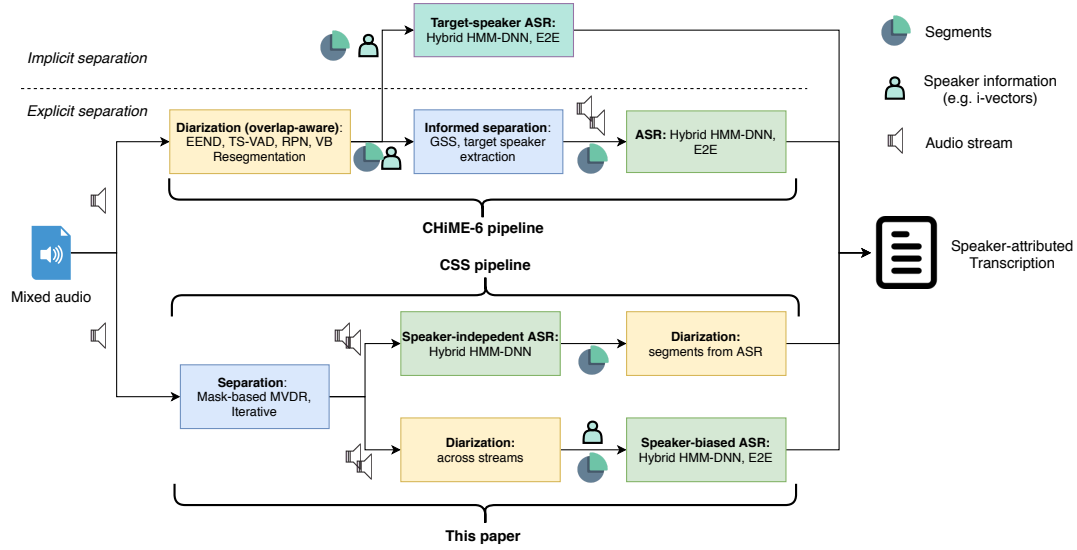 Target-speaker ASR:
Hybrid HMM-DNN, E2E
Segments
Implicit separation
Speaker information
(e.g. i-vectors)
Explicit separation
Diarization (overlap-aware):
EEND, TS-VAD, RPN, VB
Resegmentation
Informed separation:
GSS, target speaker
extraction
ASR: Hybrid HMM-DNN,
E2E
Audio stream
CHiME-6 pipeline
Mixed audio
Speaker-attributed
Transcription
CSS pipeline
Speaker-indepedent ASR:
Hybrid HMM-DNN
Diarization:
segments from ASR
Separation:
Mask-based MVDR,
Iterative
Diarization:
across streams
Speaker-biased ASR:
Hybrid HMM-DNN, E2E
This paper